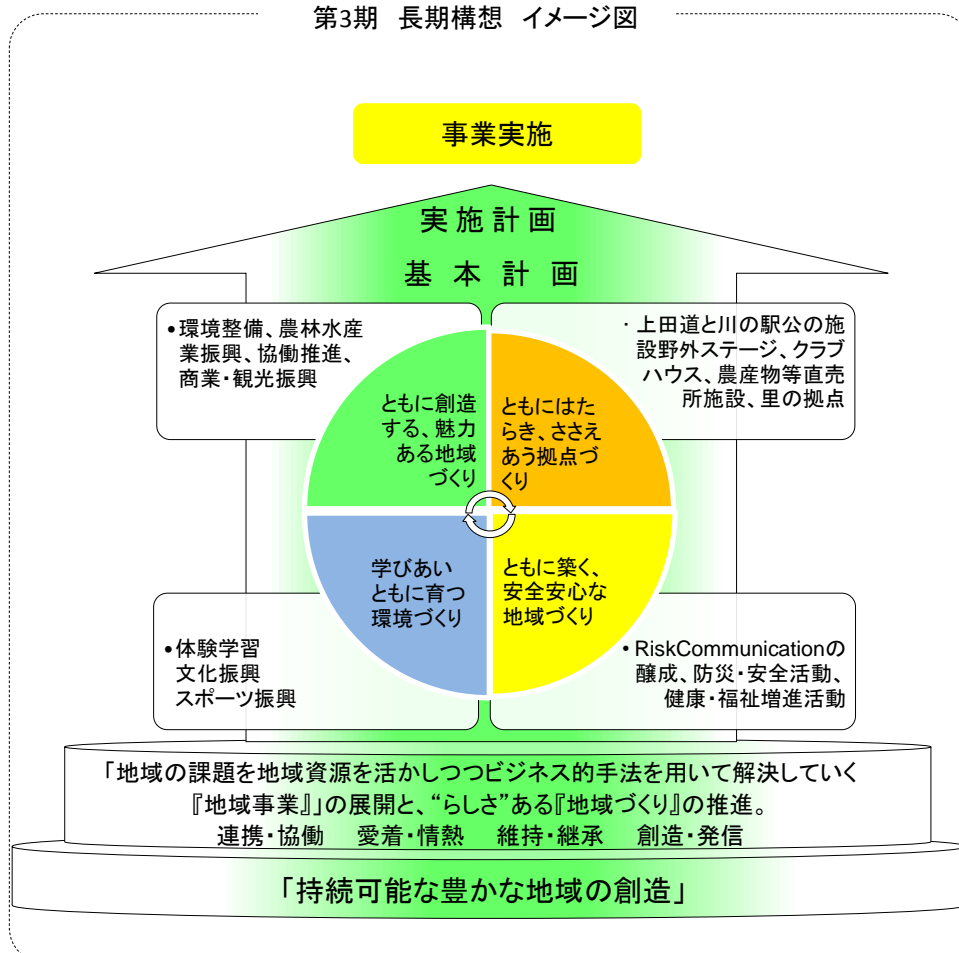 第3期 長期構想 イメージ図
事業実施
実施計画
基本計画
•環境整備、農林水産
業振興、協働推進、
商業・観光振興
・上田道と川の駅公の施
設野外ステージ、クラブ
ハウス、農産物等直売
所施設、里の拠点
ともに創造
する、魅力
ある地域
づくり
ともにはた
らき、ささえ
あう拠点づ
くり
学びあい
ともに育つ
環境づくり
ともに築く、
安全安心な
地域づくり
•体験学習
文化振興
スポーツ振興
•RiskCommunicationの
醸成、防災・安全活動、
健康・福祉増進活動
「地域の課題を地域資源を活かしつつビジネス的手法を用いて解決していく
『地域事業』」の展開と、“らしさ”ある『地域づくり』の推進。
連携・協働 愛着・情熱 維持・継承 創造・発信
「持続可能な豊かな地域の創造」